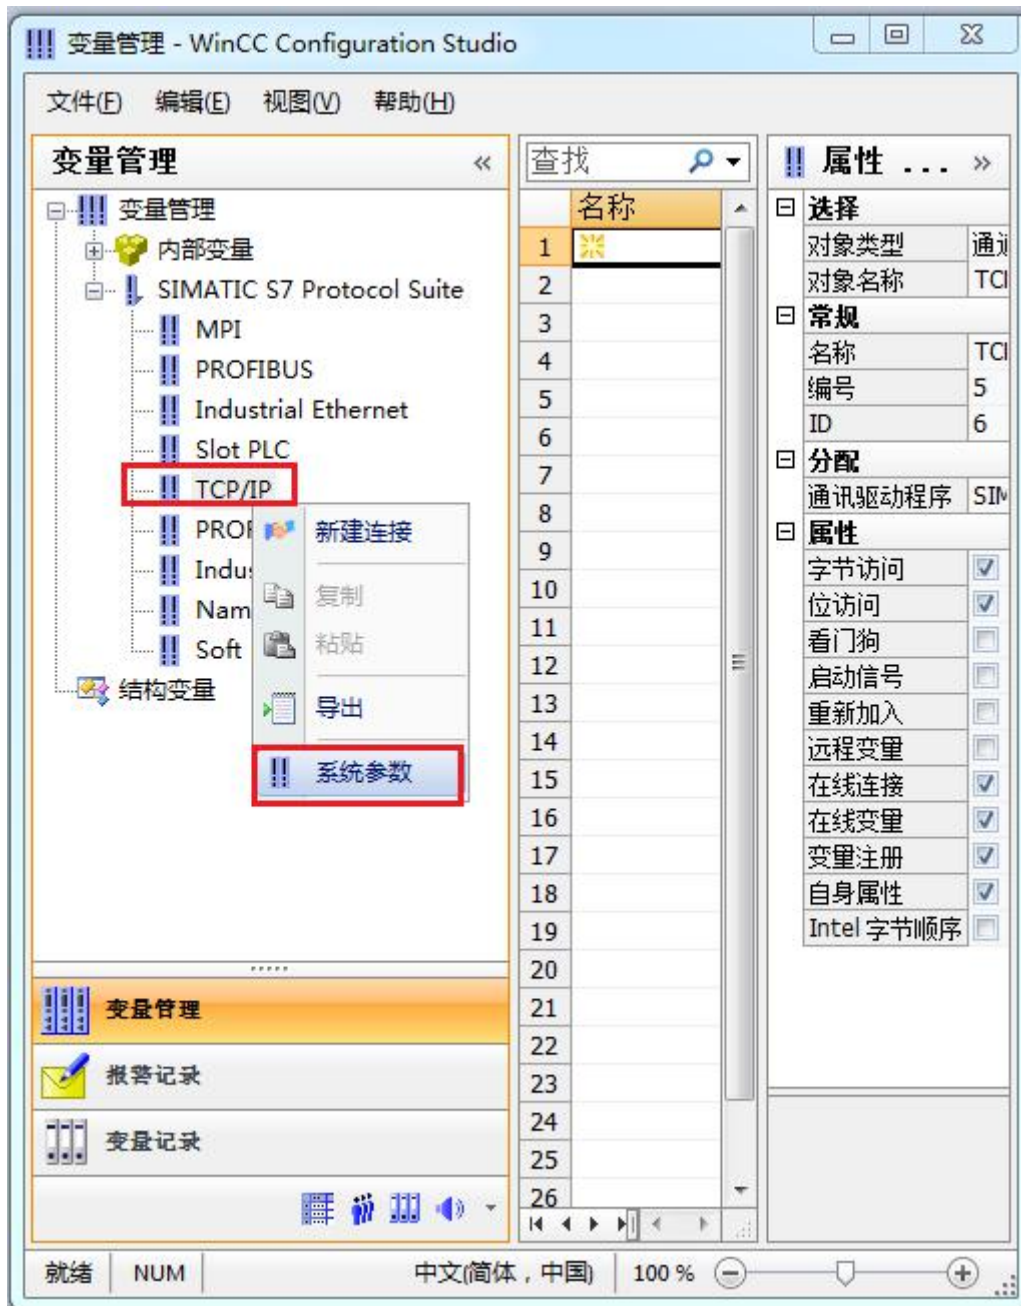 变量管理 - WinCC Configuration Studio
文件(F) 编辑(E) 视图(V) 帮助(H)
变量管理 «
变量管理
内部变量
SIMATIC S7 Protocol Suite
MPI
PROFIBUS
Industrial Ethernet
Slot PLC
TCP/IP
PROF
Indus
Nam
Soft
结构变量
新建连接
复制
粘贴
导出
系统参数
变量管理
报警记录
变量记录
查找
名称
1
2
3
4
5
6
7
8
9
10
11
12
13
14
15
16
17
18
19
20
21
22
23
24
25
26
属性 ... »
选择
对象类型 通讯
对象名称 TCI
常规
名称 TCI
编号 5
ID 6
分配
通讯驱动程序 SIM
属性
字节访问
位访问
看门狗
启动信号
重新加入
远程变量
在线连接
在线变量
变量注册
自身属性
Intel 字节顺序
就绪 NUM 中文(简体，中国) 100 %